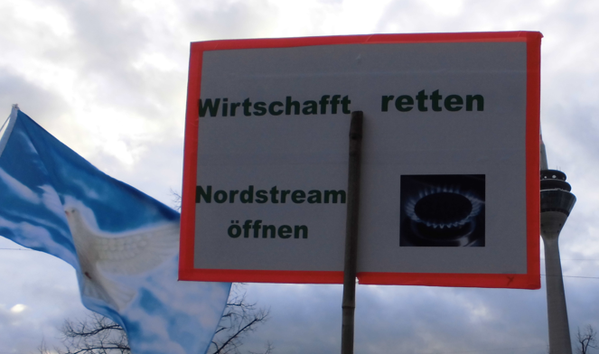 Wirtschafft retten
Nordstream
öffnen